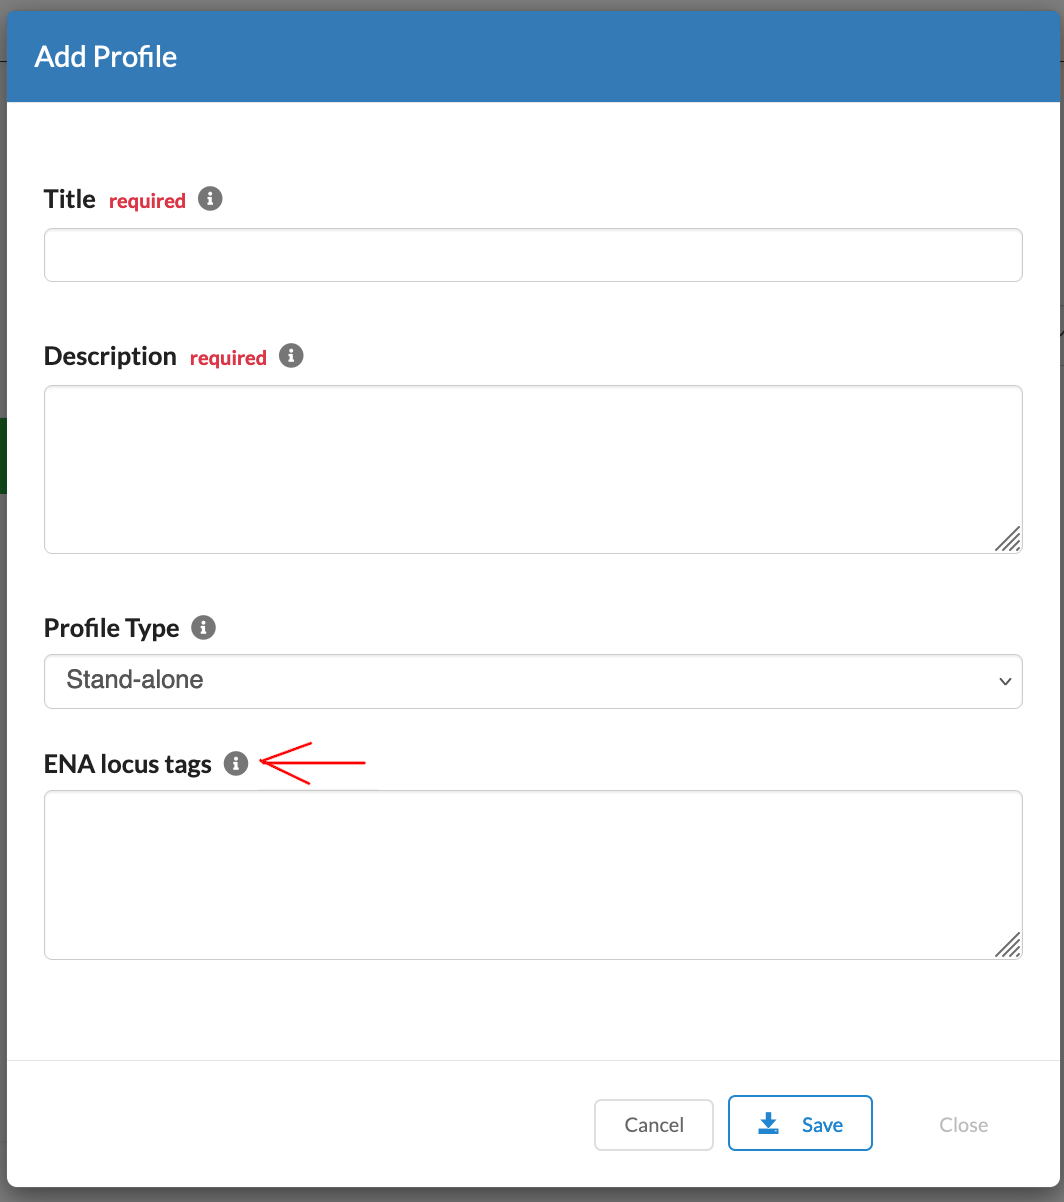 Add Profile
Title required
Description required
Profile Type
Stand-alone
ENA locus tags
Cancel Save Close